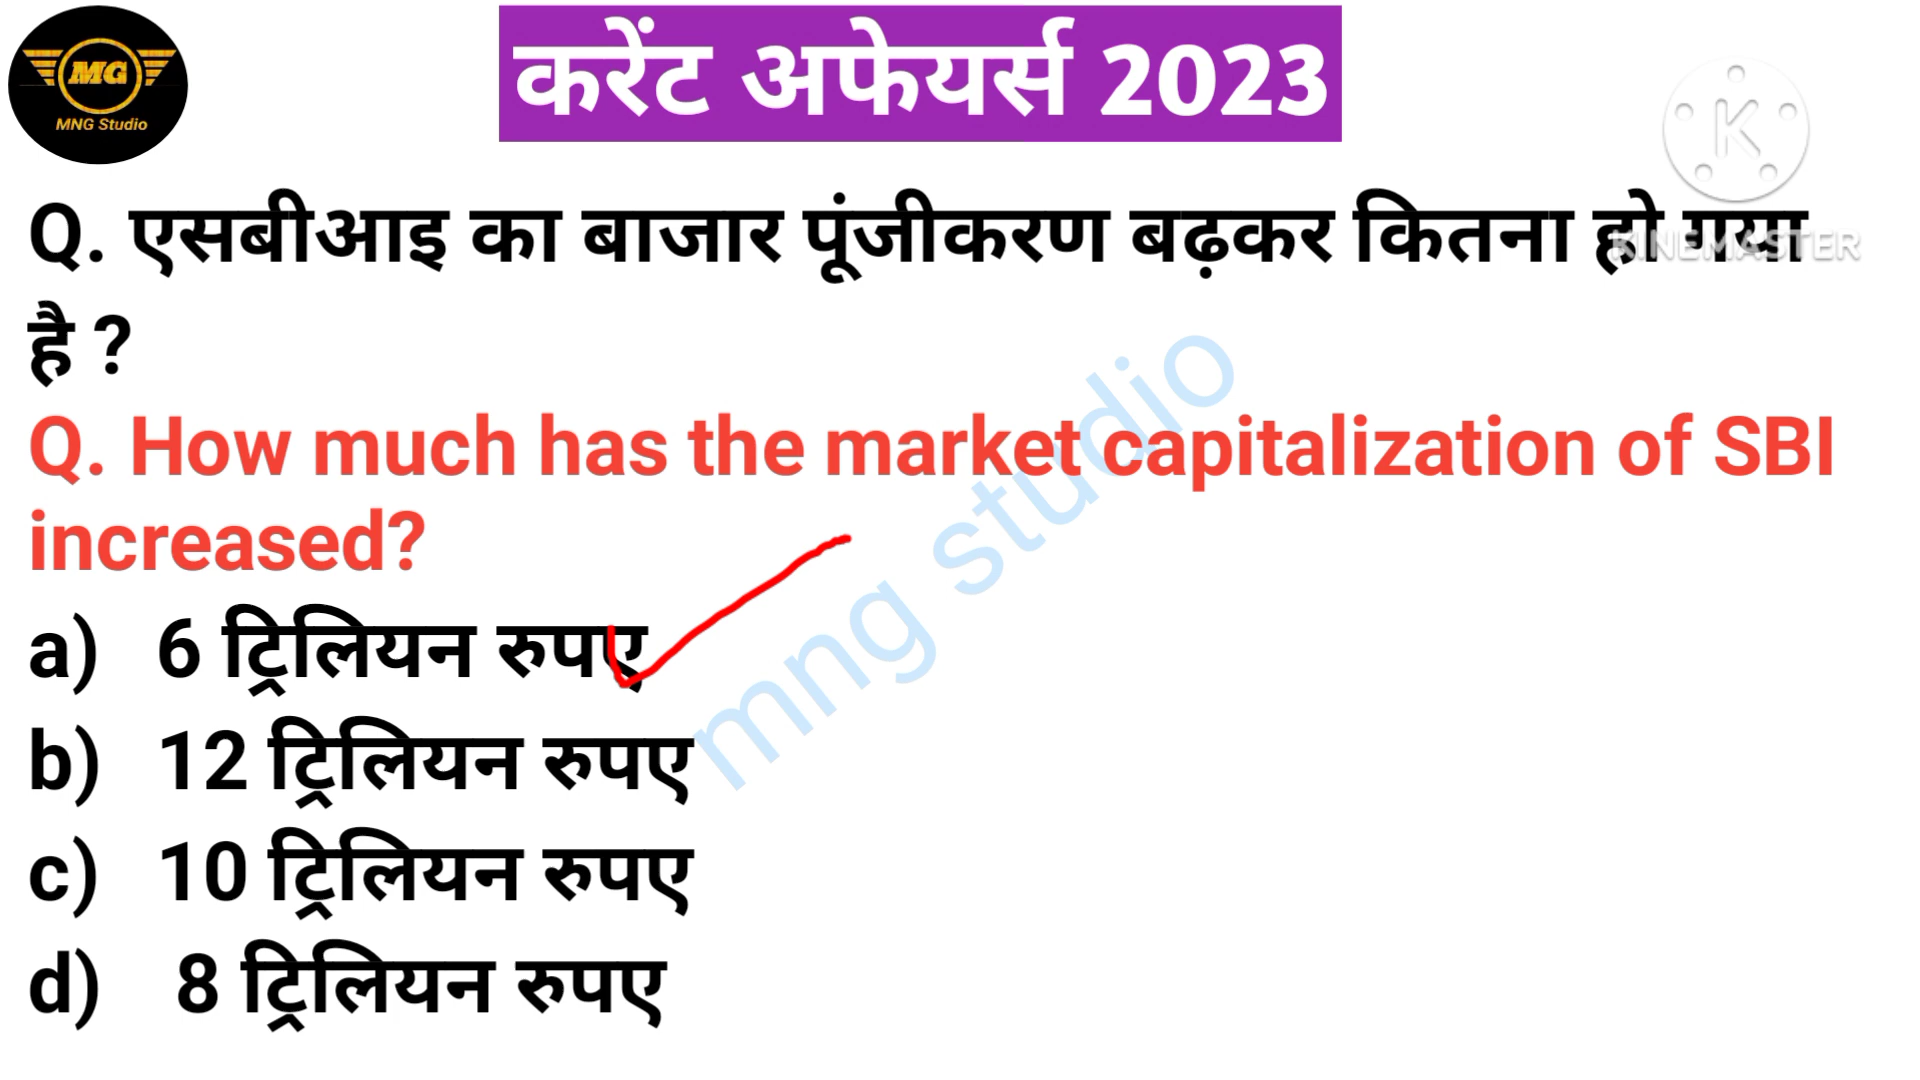 MG
MNG Studio
करेंट अफेयर्स 2023
K
KINEMASTER
Q. एसबीआइ का बाजार पूंजीकरण बढ़कर कितना हो गया
है ?
Q. How much has the market capitalization of SBI
increased?
a) 6 ट्रिलियन रुपए
b) 12 ट्रिलियन रुपए
c) 10 ट्रिलियन रुपए
d) 8 ट्रिलियन रुपए
mng studio